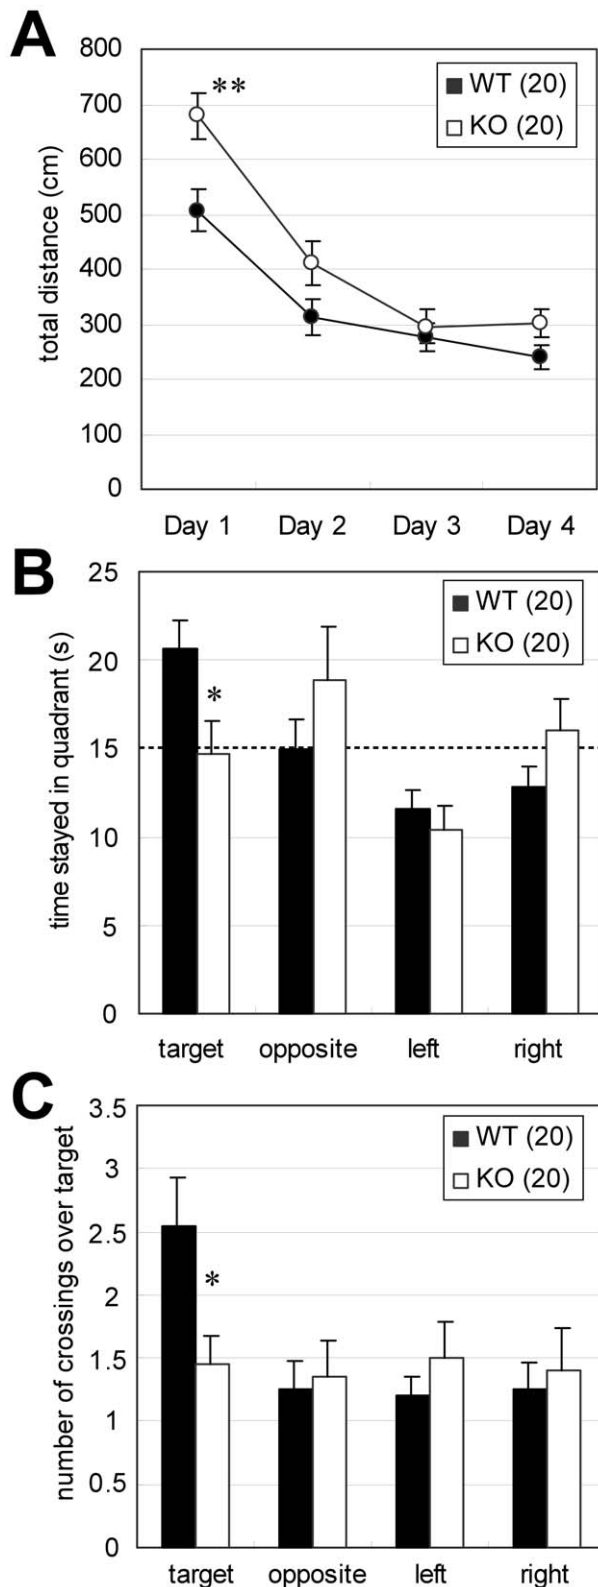 A
800
700
600
500
400
300
200
100
0
total distance (cm)
**
WT (20)
KO (20)
Day 1 Day 2 Day 3 Day 4
B
25
20
15
10
5
0
time stayed in quadrant (s)
*
WT (20)
KO (20)
target opposite left right
C
3.5
3
2.5
2
1.5
1
0.5
0
number of crossings over target
*
WT (20)
KO (20)
target opposite left right